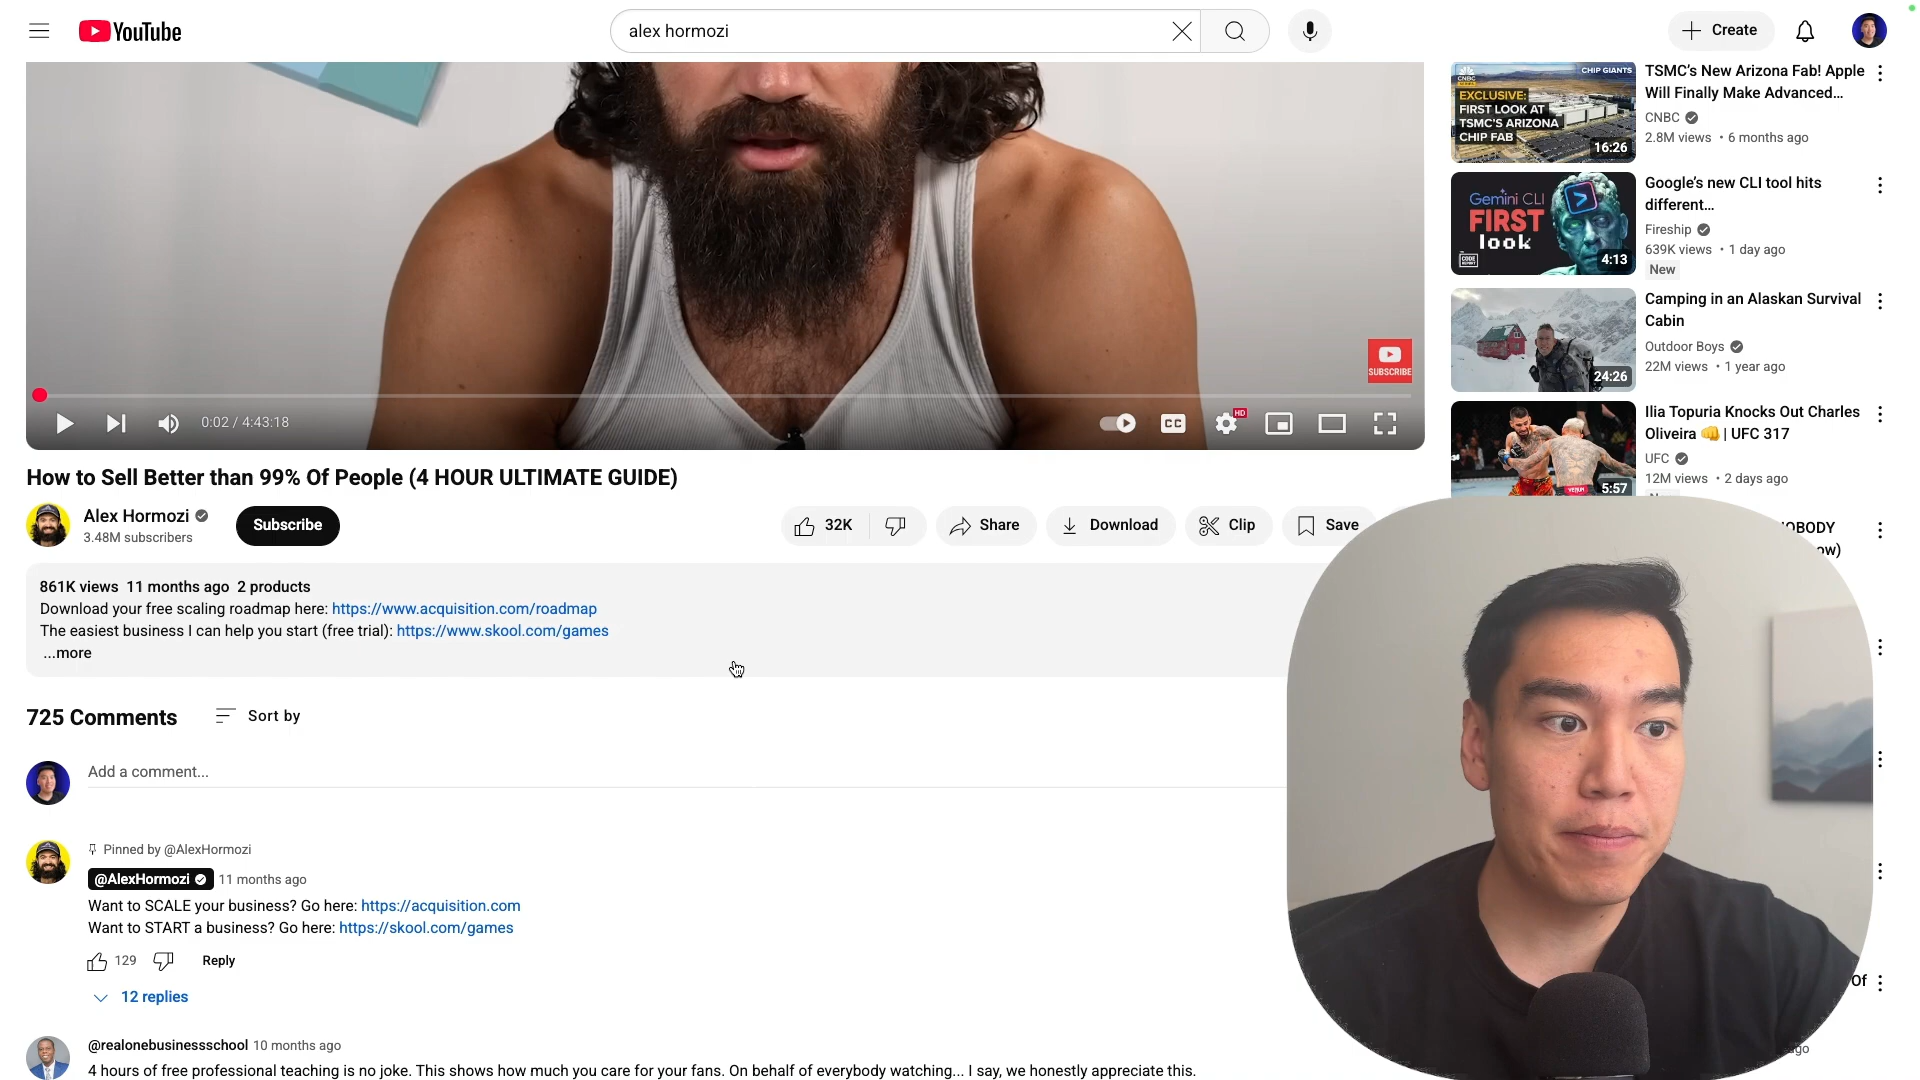 YouTube
alex hormozi
Create
SUBSCRIBE
0:02 / 4:43:18
CC
HD
How to Sell Better than 99% Of People (4 HOUR ULTIMATE GUIDE)
Alex Hormozi
3.48M subscribers
Subscribe
32K
Share
Download
Clip
Save
861K views 11 months ago 2 products
Download your free scaling roadmap here: https://www.acquisition.com/roadmap
The easiest business I can help you start (free trial): https://www.skool.com/games
...more
725 Comments
Sort by
Add a comment...
Pinned by @AlexHormozi
@AlexHormozi 11 months ago
Want to SCALE your business? Go here: https://acquisition.com
Want to START a business? Go here: https://skool.com/games
129
Reply
12 replies
@realonebusinessschool 10 months ago
4 hours of free professional teaching is no joke. This shows how much you care for your fans. On behalf of everybody watching... I say, we honestly appreciate this.
CNBC
CHIP GIANTS
EXCLUSIVE:
FIRST LOOK AT
TSMC'S ARIZONA
CHIP FAB
16:26
TSMC's New Arizona Fab! Apple
Will Finally Make Advanced...
CNBC
2.8M views • 6 months ago
Gemini CLI
FIRST
look
CODE
REPORT
4:13
Google's new CLI tool hits
different...
Fireship
639K views • 1 day ago
New
24:26
Camping in an Alaskan Survival
Cabin
Outdoor Boys
22M views • 1 year ago
VENUM
5:57
Ilia Topuria Knocks Out Charles
Oliveira 👊 | UFC 317
UFC
12M views • 2 days ago
OBODY
ow)
Of
ago